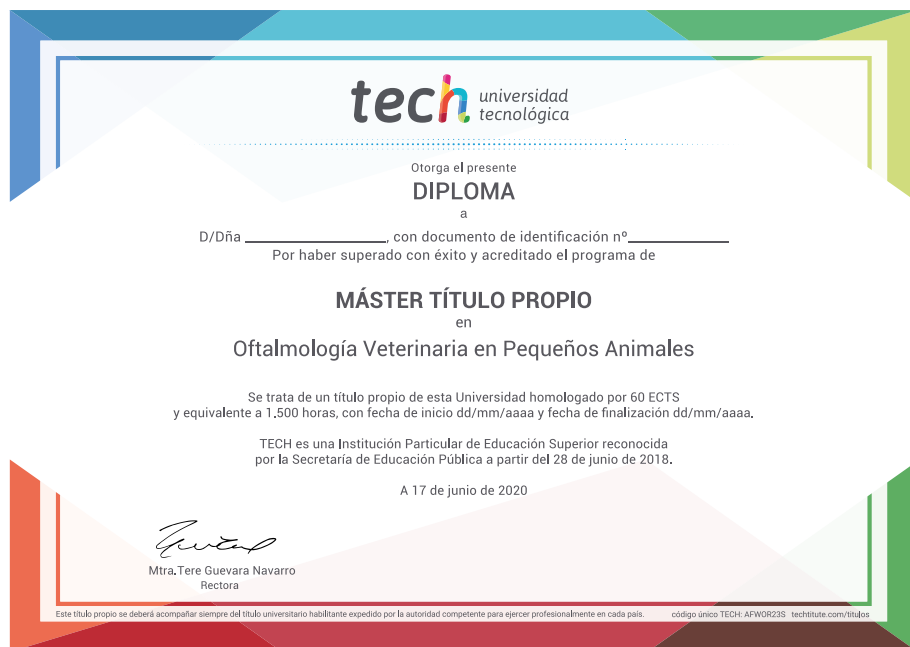 tech universidad
tecnológica
Otorga el presente
DIPLOMA
a
D/Dña ________________, con documento de identificación nº____________
Por haber superado con éxito y acreditado el programa de
MÁSTER TÍTULO PROPIO
en
Oftalmología Veterinaria en Pequeños Animales
Se trata de un título propio de esta Universidad homologado por 60 ECTS
y equivalente a 1.500 horas, con fecha de inicio dd/mm/aaaa y fecha de finalización dd/mm/aaaa.
TECH es una Institución Particular de Educación Superior reconocida
por la Secretaría de Educación Pública a partir del 28 de junio de 2018.
A 17 de junio de 2020
Mtra.Tere Guevara Navarro
Rectora
Este título propio se deberá acompañar siempre del título universitario habilitante expedido por la autoridad competente para ejercer profesionalmente en cada país. código único TECH: AFWOR23S techtitute.com/titulos